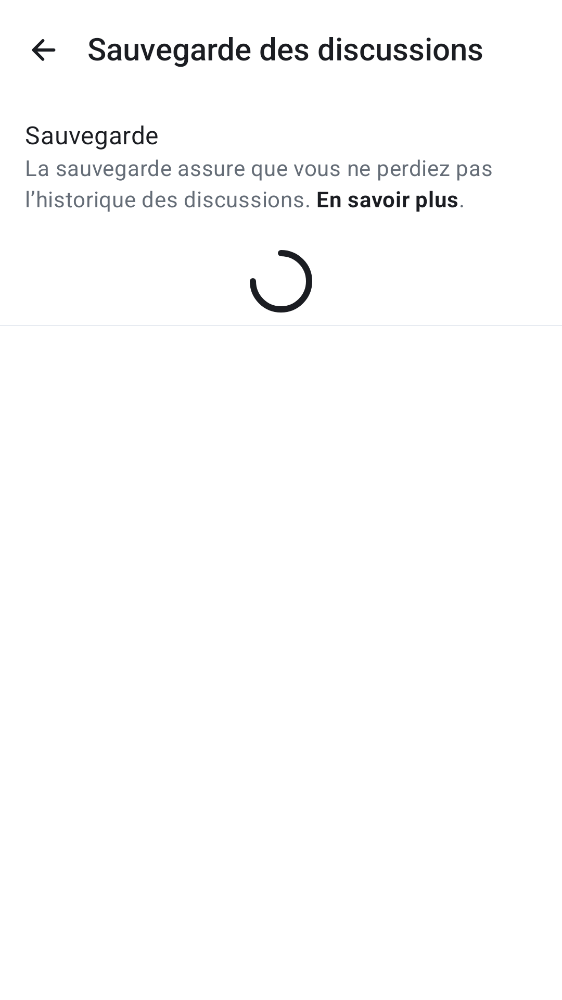 Sauvegarde des discussions
Sauvegarde
La sauvegarde assure que vous ne perdiez pas
l’historique des discussions. En savoir plus.